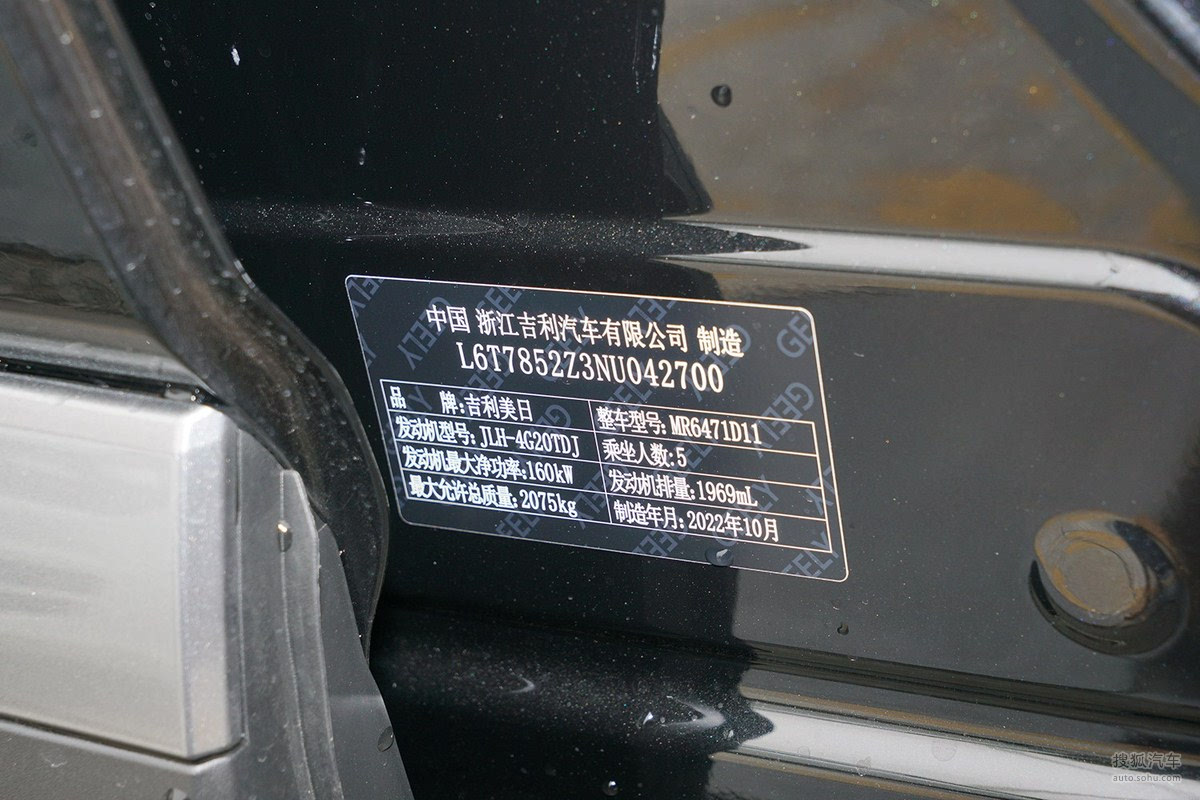 中国 浙江吉利汽车有限公司 制造
L6T7852Z3NU042700
品 牌:吉利美日 整车型号:MR6471D11
发动机型号:JLH-4G20TDJ 乘坐人数:5
发动机最大净功率:160kW 发动机排量:1969mL
最大允许总质量:2075kg 制造年月:2022年10月
搜狐汽车
auto.sohu.com